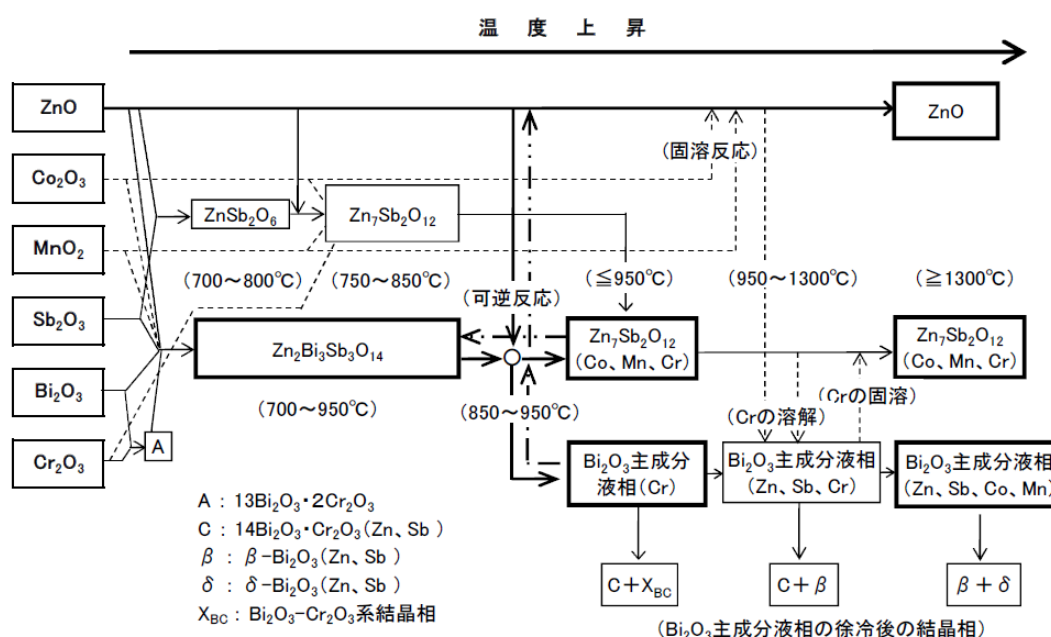 温 度 上 昇
ZnO
ZnO
Co₂O₃
(固溶反応)
ZnSb₂O₆
Zn₇Sb₂O₁₂
MnO₂
(700～800℃)
(750～850℃)
(可逆反応)
(≦950℃)
(950～1300℃)
(≧1300℃)
Sb₂O₃
Zn₂Bi₃Sb₃O₁₄
Zn₇Sb₂O₁₂
(Co、Mn、Cr)
Zn₇Sb₂O₁₂
(Co、Mn、Cr)
Bi₂O₃
(700～950℃)
(850～950℃)
(Crの溶解)
(Crの固溶)
A
Cr₂O₃
Bi₂O₃主成分
液相(Cr)
Bi₂O₃主成分液相
(Zn、Sb、Cr)
Bi₂O₃主成分液相
(Zn、Sb、Co、Mn)
A : 13Bi₂O₃・2Cr₂O₃
C : 14Bi₂O₃・Cr₂O₃(Zn、Sb )
β : β-Bi₂O₃(Zn、Sb )
δ : δ-Bi₂O₃(Zn、Sb )
X_BC : Bi₂O₃-Cr₂O₃系結晶相
C+X_BC
C+β
β+δ
(Bi₂O₃主成分液相の徐冷後の結晶相)